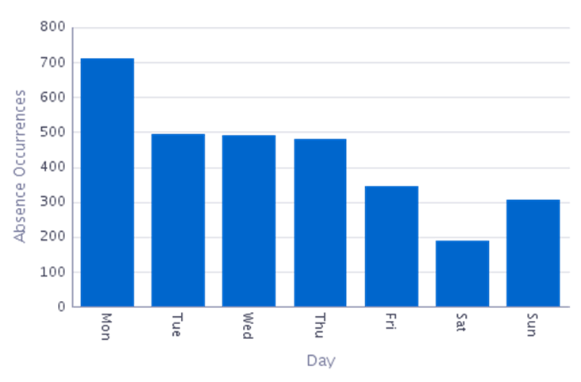 800
700
600
500
400
300
200
100
0
Absence Occurrences
Mon
Tue
Wed
Thu
Fri
Sat
Sun
Day